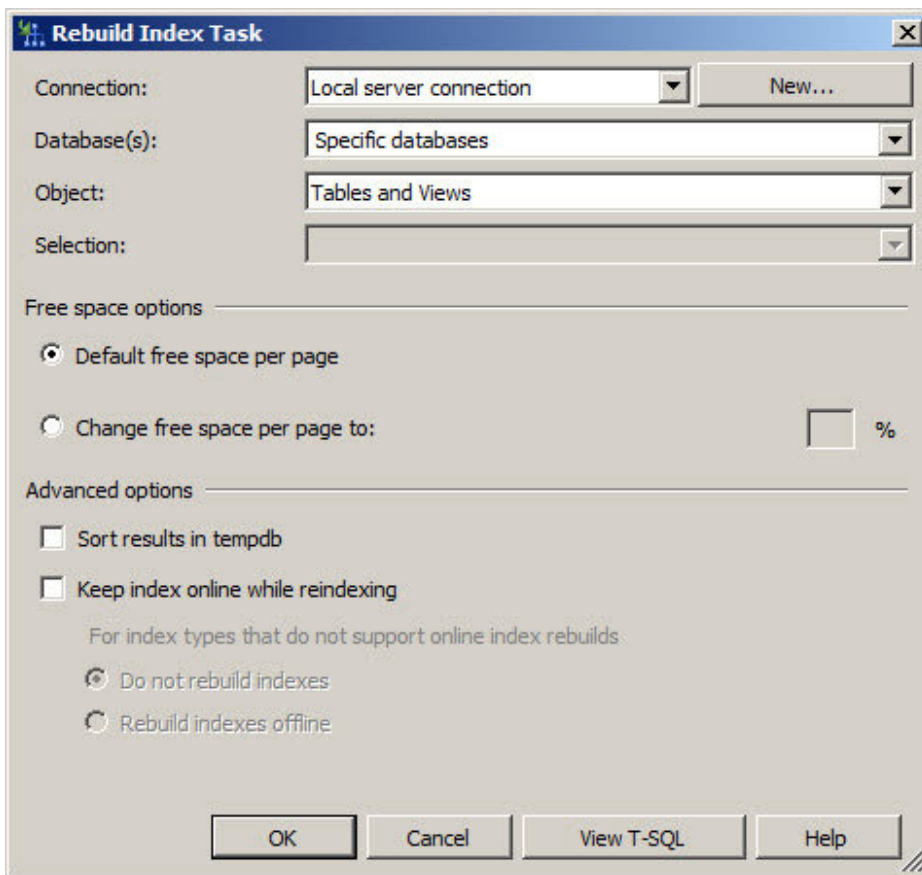 Rebuild Index Task
Connection: Local server connection New...
Database(s): Specific databases
Object: Tables and Views
Selection:
Free space options
Default free space per page
Change free space per page to: %
Advanced options
Sort results in tempdb
Keep index online while reindexing
For index types that do not support online index rebuilds
Do not rebuild indexes
Rebuild indexes offline
OK Cancel View T-SQL Help